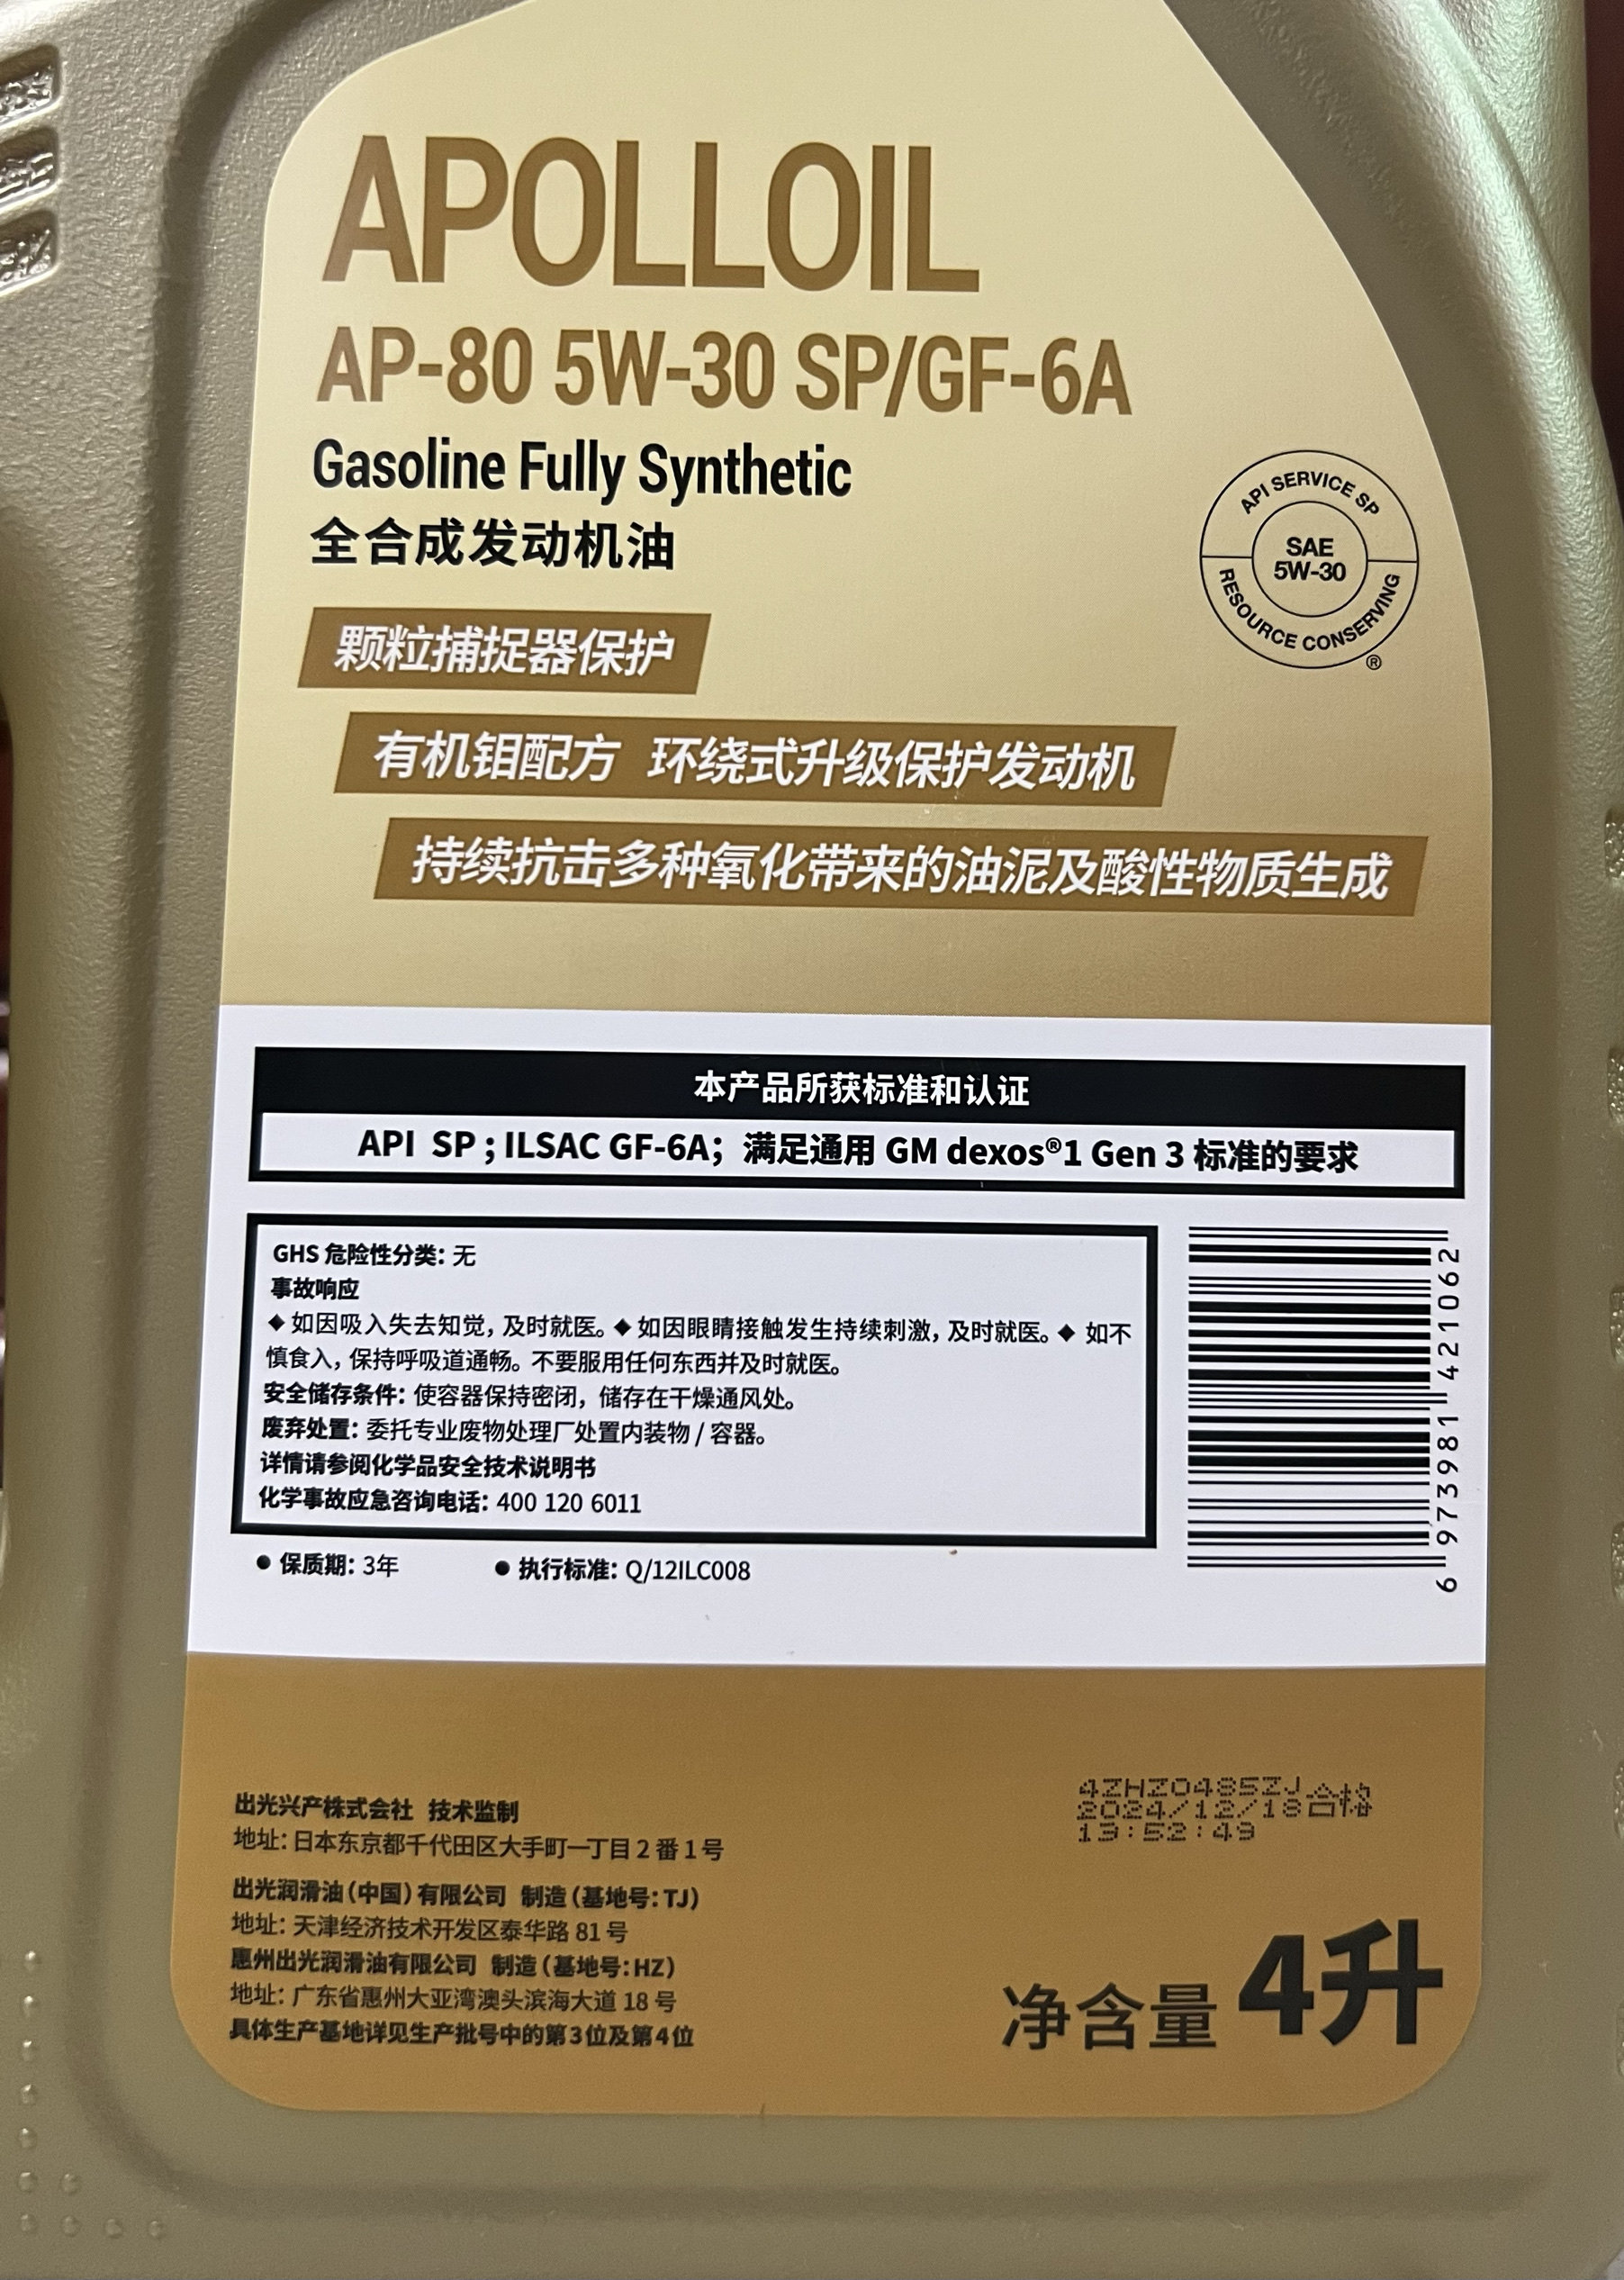 APOLLOIL
AP-80 5W-30 SP/GF-6A
Gasoline Fully Synthetic
全合成发动机油
API SERVICE SP
SAE
5W-30
RESOURCE CONSERVING
®
颗粒捕捉器保护
有机钼配方 环绕式升级保护发动机
持续抗击多种氧化带来的油泥及酸性物质生成
本产品所获标准和认证
API SP ; ILSAC GF-6A；满足通用 GM dexos®1 Gen 3 标准的要求
GHS 危险性分类：无
事故响应
◆ 如因吸入失去知觉，及时就医。◆ 如因眼睛接触发生持续刺激，及时就医。◆ 如不
慎食入，保持呼吸道通畅。不要服用任何东西并及时就医。
安全储存条件：使容器保持密闭，储存在干燥通风处。
废弃处置：委托专业废物处理厂处置内装物 / 容器。
详情请参阅化学品安全技术说明书
化学事故应急咨询电话：400 120 6011
6 973981 421062
● 保质期：3年 ● 执行标准：Q/12ILC008
4ZHZ0485ZJ合格
2024/12/18
13:52:49
出光兴产株式会社 技术监制
地址：日本东京都千代田区大手町一丁目 2 番 1 号
出光润滑油（中国）有限公司 制造（基地号：TJ）
地址：天津经济技术开发区泰华路 81 号
惠州出光润滑油有限公司 制造（基地号：HZ）
地址：广东省惠州大亚湾澳头滨海大道 18 号
具体生产基地详见生产批号中的第3位及第4位
净含量 4升